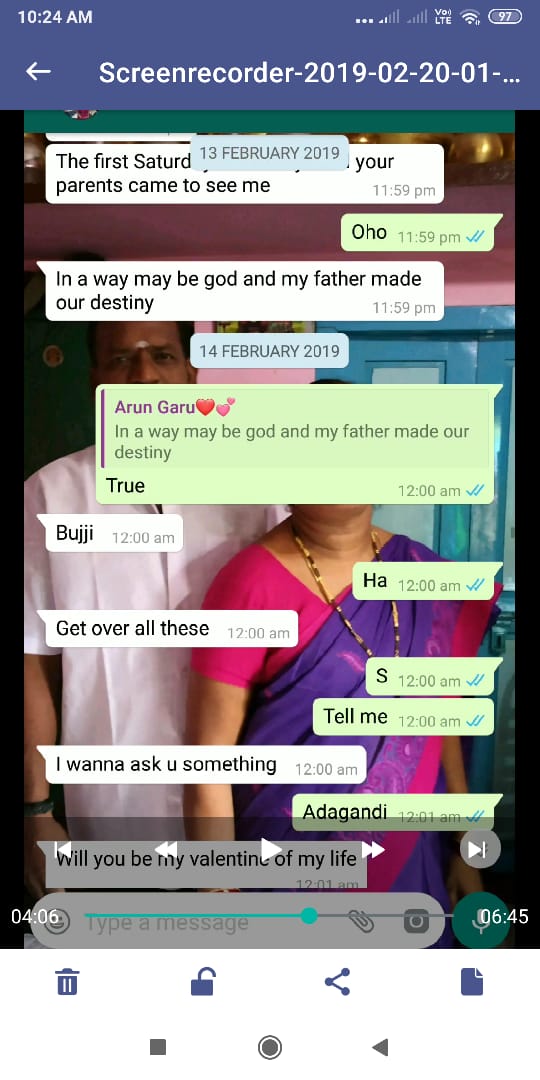 10:24 AM
Vo) LTE
97
Screenrecorder-2019-02-20-01-...
13 FEBRUARY 2019
The first Saturd your
parents came to see me
11:59 pm
Oho 11:59 pm
In a way may be god and my father made
our destiny
11:59 pm
14 FEBRUARY 2019
Arun Garu❤️💕
In a way may be god and my father made our
destiny
True 12:00 am
Bujji 12:00 am
Ha 12:00 am
Get over all these 12:00 am
S 12:00 am
Tell me 12:00 am
I wanna ask u something 12:00 am
Adagandi 12:01 am
Will you be my valentine of my life
12:01 am
04:06
Type a message
06:45